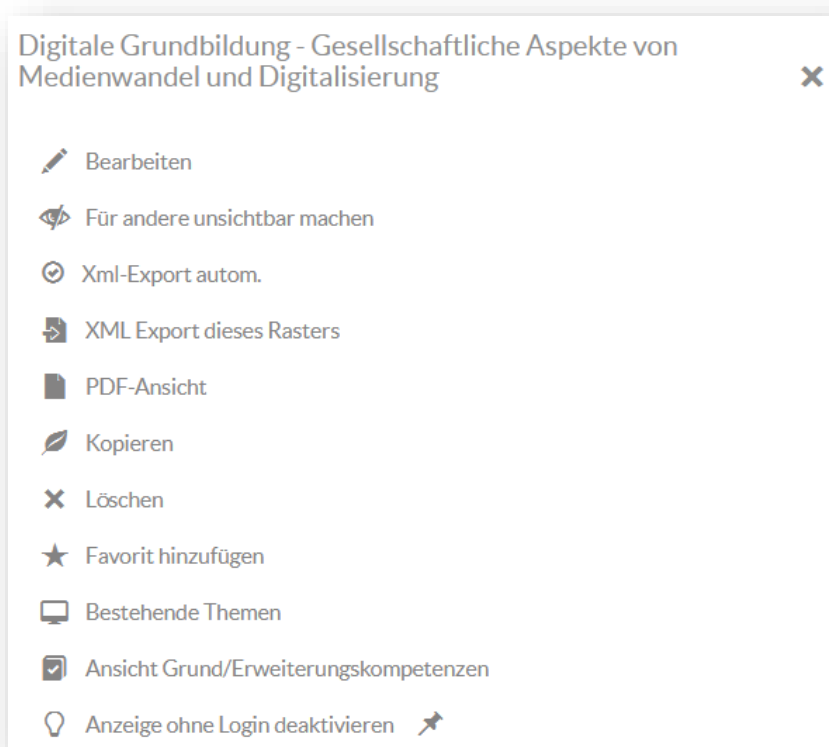 Digitale Grundbildung - Gesellschaftliche Aspekte von
Medienwandel und Digitalisierung
Bearbeiten
Für andere unsichtbar machen
Xml-Export autom.
XML Export dieses Rasters
PDF-Ansicht
Kopieren
Löschen
Favorit hinzufügen
Bestehende Themen
Ansicht Grund/Erweiterungskompetenzen
Anzeige ohne Login deaktivieren